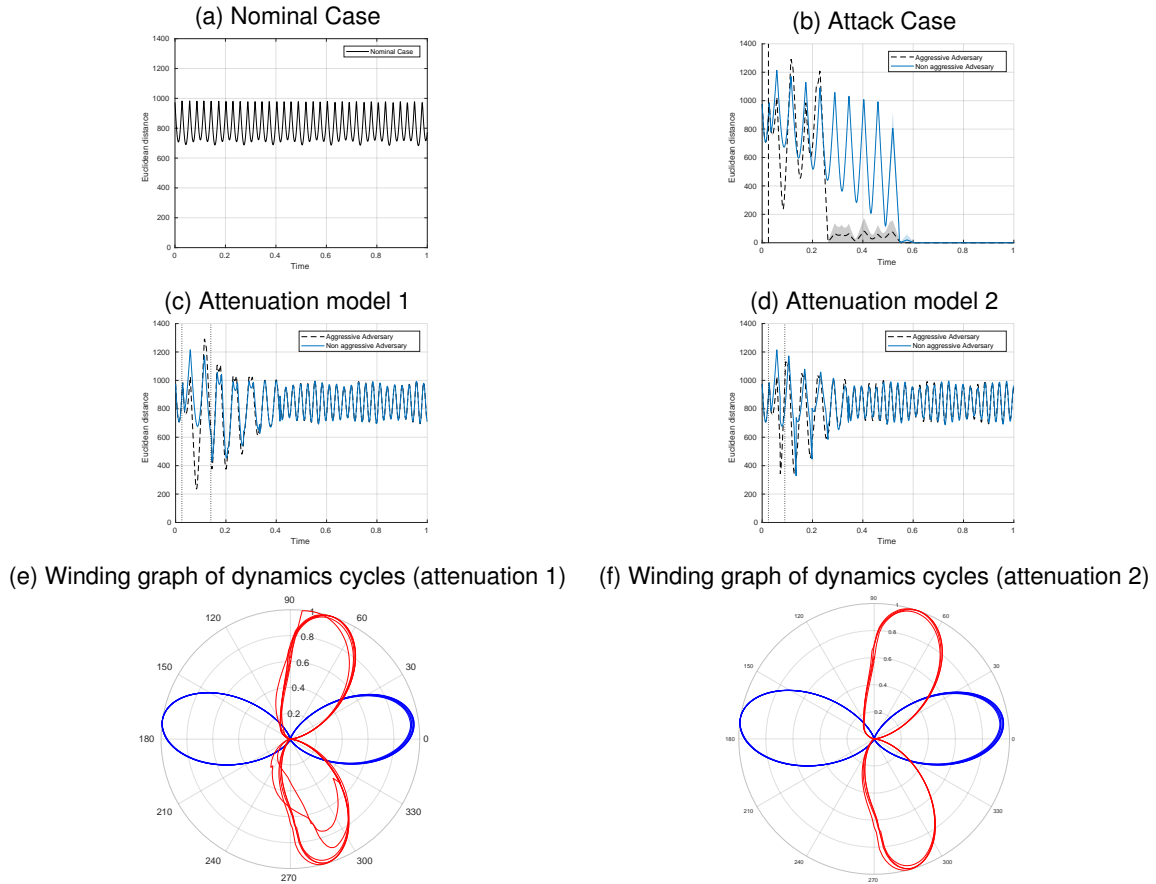 (a) Nominal Case
1400
1200
1000
800
600
400
200
0
0 0.2 0.4 0.6 0.8 1
Euclidean distance
Time
Nominal Case
(b) Attack Case
1400
1200
1000
800
600
400
200
0
0 0.2 0.4 0.6 0.8 1
Euclidean distance
Time
Aggressive Adversary
Non aggressive Advesary
(c) Attenuation model 1
1400
1200
1000
800
600
400
200
0
0 0.2 0.4 0.6 0.8 1
Euclidean distance
Time
Aggressive Adversary
Non aggressive Adversary
(d) Attenuation model 2
1400
1200
1000
800
600
400
200
0
0 0.2 0.4 0.6 0.8 1
Euclidean distance
Time
Aggressive Adversary
Non aggressive Adversary
(e) Winding graph of dynamics cycles (attenuation 1)
90
120 60
150 30
180 0
210 330
240 300
270
1
0.8
0.6
0.4
0.2
(f) Winding graph of dynamics cycles (attenuation 2)
90
120 60
150 30
180 0
210 330
240 300
270
1
0.8
0.6
0.4
0.2